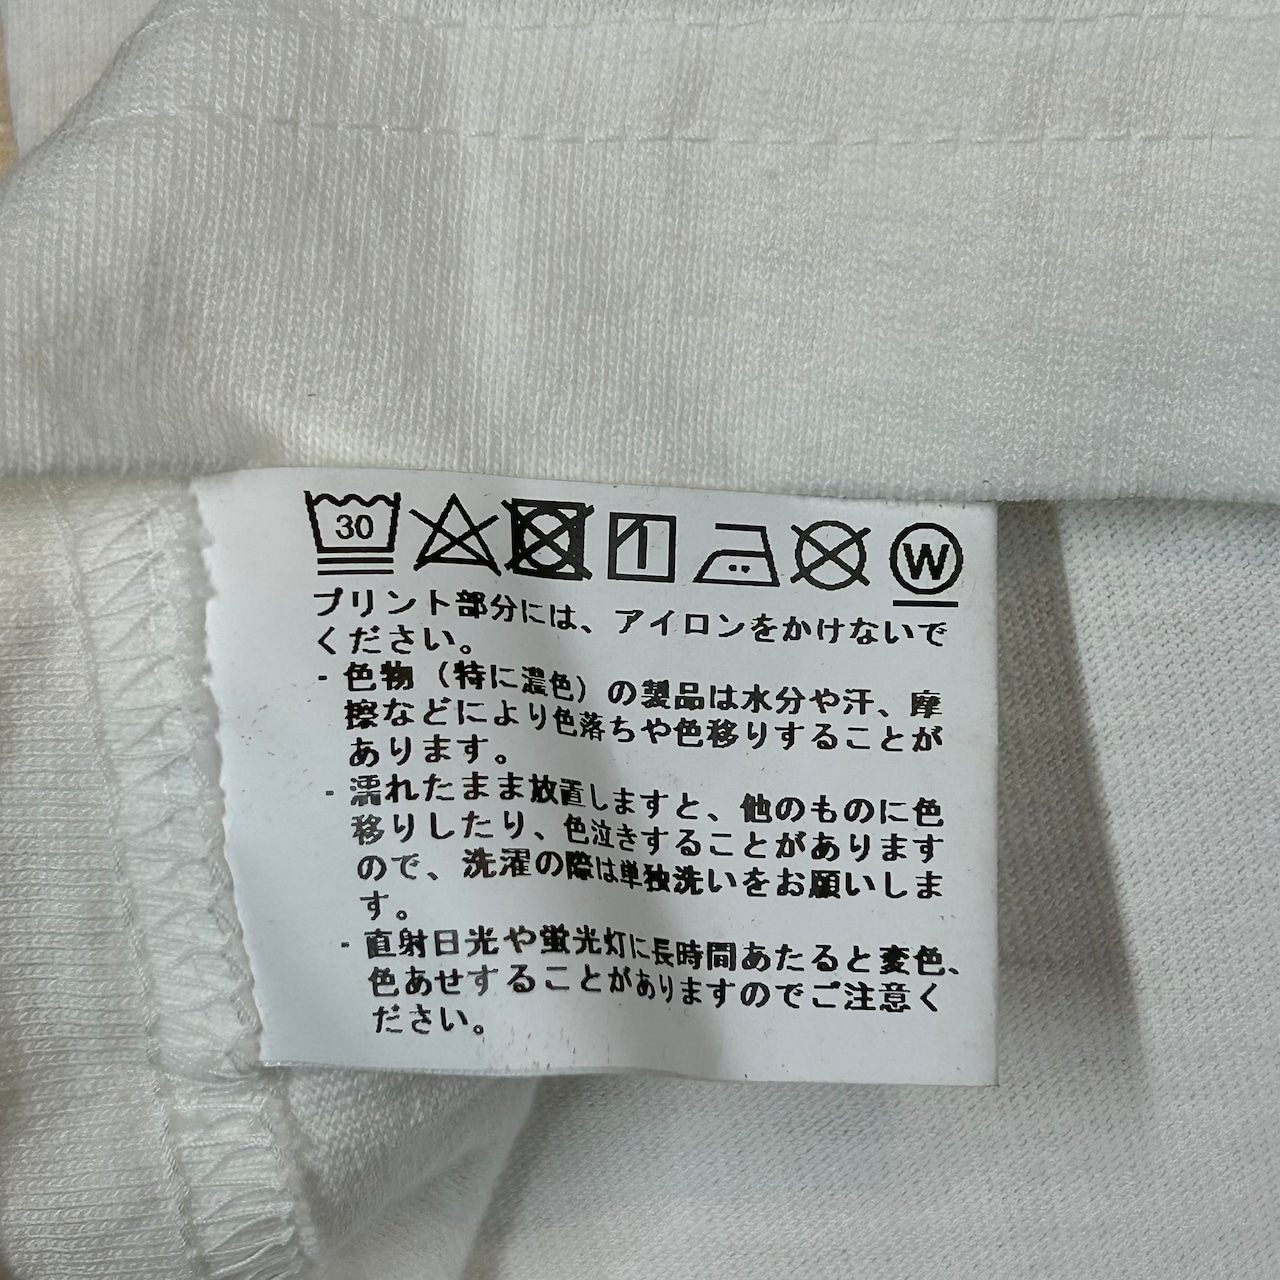 30
W
プリント部分には、アイロンをかけないで
ください。
- 色物(特に濃色)の製品は水分や汗、摩
擦などにより色落ちや色移りすることが
あります。
- 濡れたまま放置しますと、他のものに色
移りしたり、色泣きすることがあります
ので、洗濯の際は単独洗いをお願いしま
す。
- 直射日光や蛍光灯に長時間あたると変色、
色あせすることがありますのでご注意く
ださい。